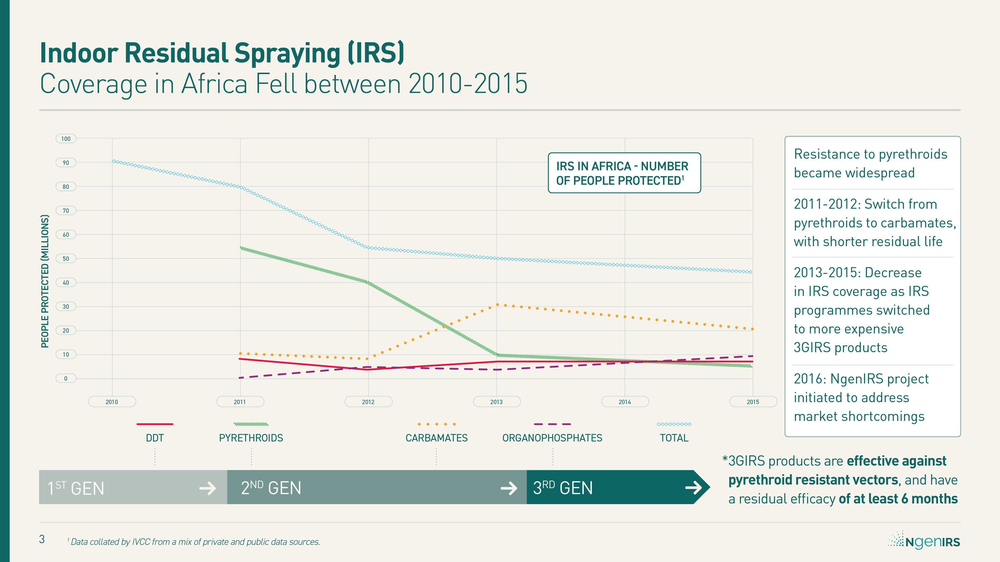 Indoor Residual Spraying (IRS)
Coverage in Africa Fell between 2010-2015
PEOPLE PROTECTED (MILLIONS)
100
90
80
70
60
50
40
30
20
10
0
IRS IN AFRICA - NUMBER
OF PEOPLE PROTECTED¹
2010
2011
2012
2013
2014
2015
DDT
PYRETHROIDS
CARBAMATES
ORGANOPHOSPHATES
TOTAL
1ST GEN
2ND GEN
3RD GEN
Resistance to pyrethroids
became widespread
2011-2012: Switch from
pyrethroids to carbamates,
with shorter residual life
2013-2015: Decrease
in IRS coverage as IRS
programmes switched
to more expensive
3GIRS products
2016: NgenIRS project
initiated to address
market shortcomings
*3GIRS products are effective against
pyrethroid resistant vectors, and have
a residual efficacy of at least 6 months
3
¹ Data collated by IVCC from a mix of private and public data sources.
NgenIRS